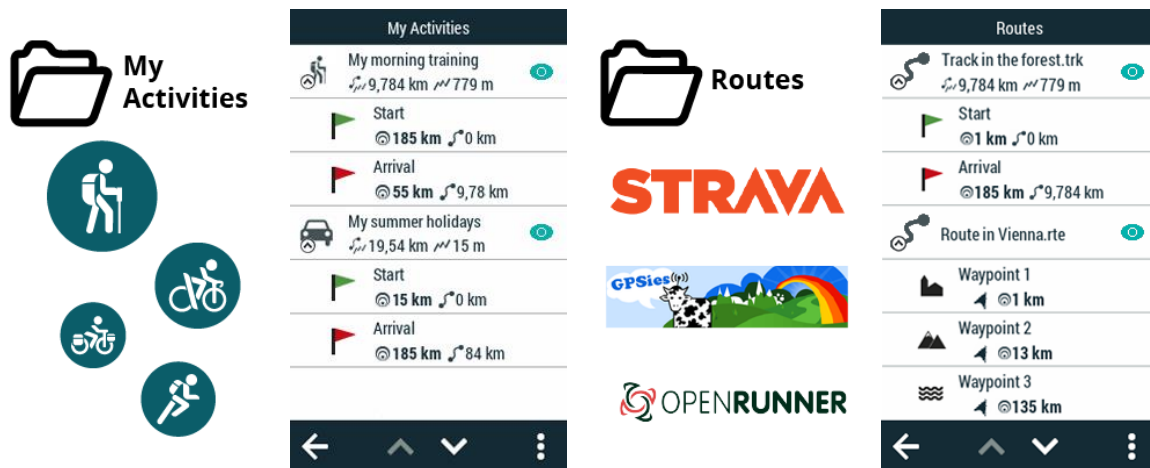 My
Activities
My Activities
My morning training
9,784 km 779 m
Start
185 km 0 km
Arrival
55 km 9,78 km
My summer holidays
19,54 km 15 m
Start
15 km 0 km
Arrival
185 km 84 km
Routes
STRAVA
GPSies
OPENRUNNER
Routes
Track in the forest.trk
9,784 km 779 m
Start
1 km 0 km
Arrival
185 km 9,784 km
Route in Vienna.rte
Waypoint 1
1 km
Waypoint 2
13 km
Waypoint 3
135 km